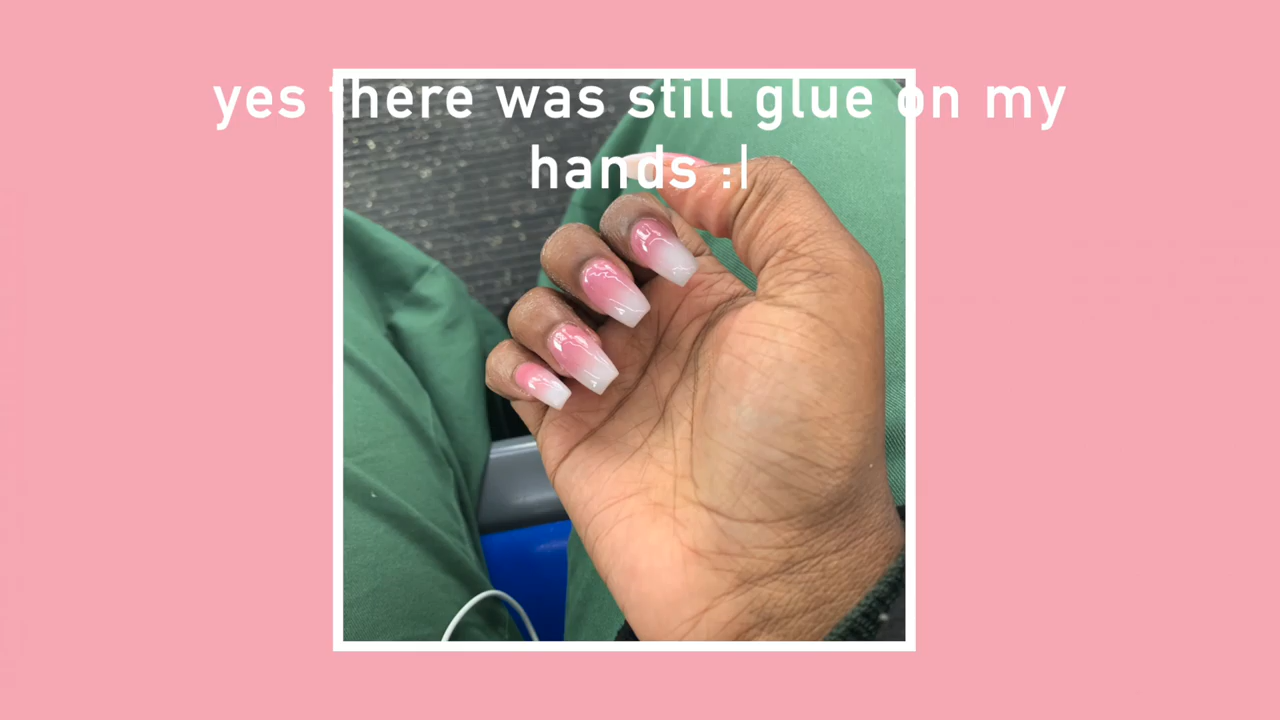 yes there was still glue on my
hands :|